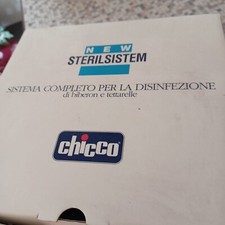 NEW
STERILSISTEM
SISTEMA COMPLETO PER LA DISINFEZIONE
di biberon e tettarelle
chicco